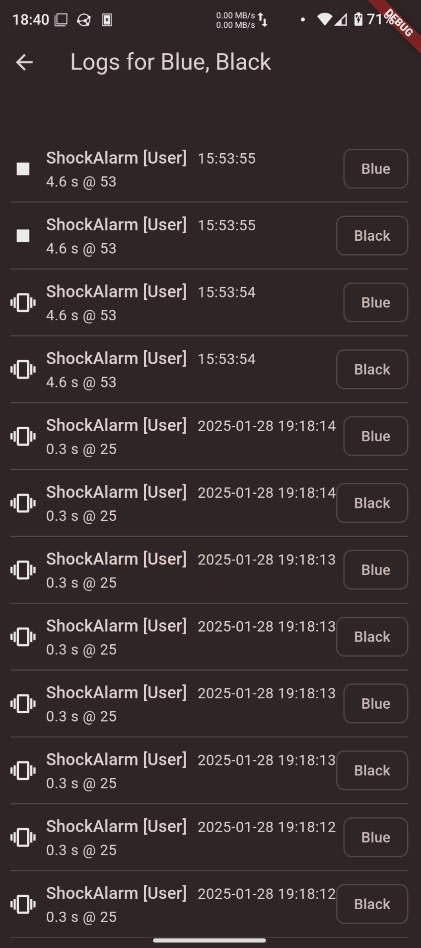 18:40 0.00 MB/s 71%
0.00 MB/s
DEBUG
Logs for Blue, Black
ShockAlarm [User] 15:53:55
4.6 s @ 53
Blue
ShockAlarm [User] 15:53:55
4.6 s @ 53
Black
ShockAlarm [User] 15:53:54
4.6 s @ 53
Blue
ShockAlarm [User] 15:53:54
4.6 s @ 53
Black
ShockAlarm [User] 2025-01-28 19:18:14
0.3 s @ 25
Blue
ShockAlarm [User] 2025-01-28 19:18:14
0.3 s @ 25
Black
ShockAlarm [User] 2025-01-28 19:18:13
0.3 s @ 25
Blue
ShockAlarm [User] 2025-01-28 19:18:13
0.3 s @ 25
Black
ShockAlarm [User] 2025-01-28 19:18:13
0.3 s @ 25
Blue
ShockAlarm [User] 2025-01-28 19:18:13
0.3 s @ 25
Black
ShockAlarm [User] 2025-01-28 19:18:12
0.3 s @ 25
Blue
ShockAlarm [User] 2025-01-28 19:18:12
0.3 s @ 25
Black